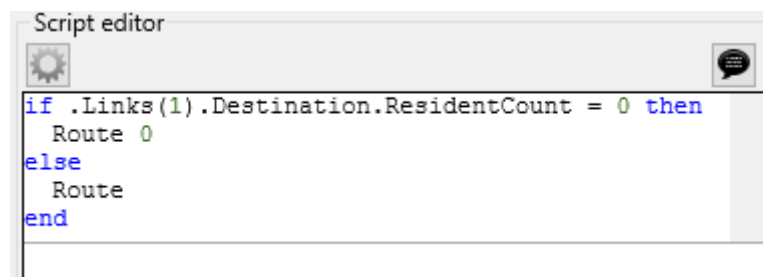 Script editor
if .Links(1).Destination.ResidentCount = 0 then
  Route 0
else
  Route
end